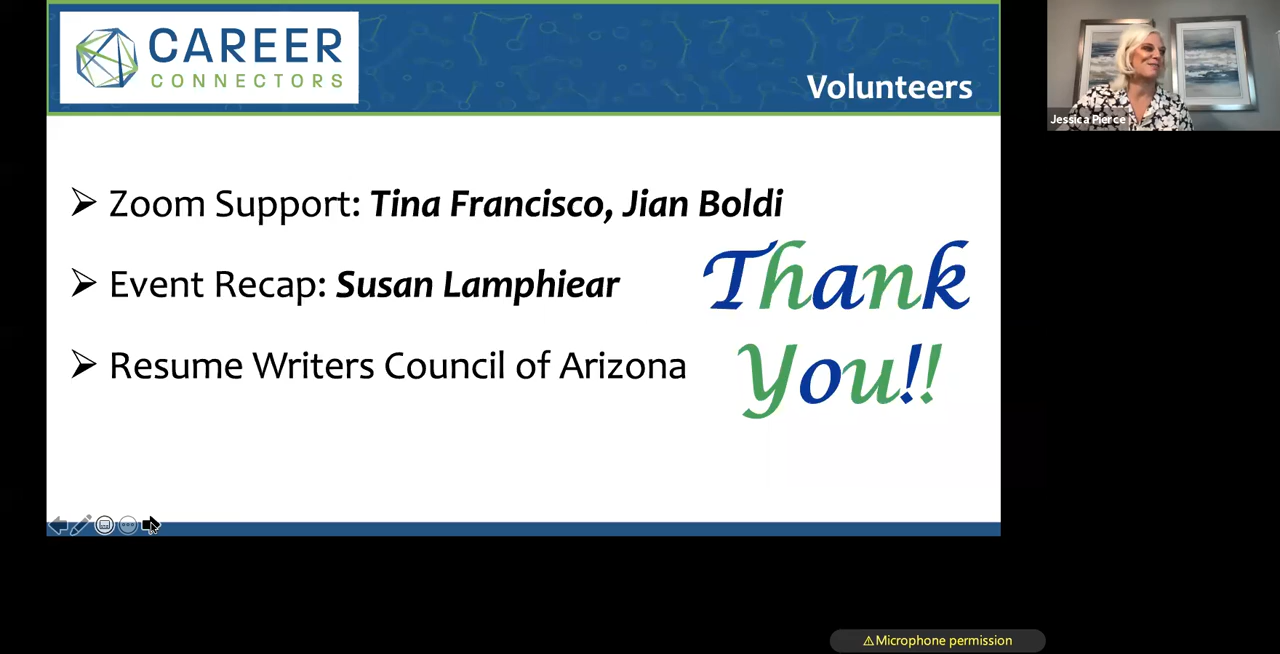 CAREER
CONNECTORS
Volunteers
Jessica Pierce
➢ Zoom Support: Tina Francisco, Jian Boldi
➢ Event Recap: Susan Lamphiear
➢ Resume Writers Council of Arizona
Thank
You!!
⚠Microphone permission